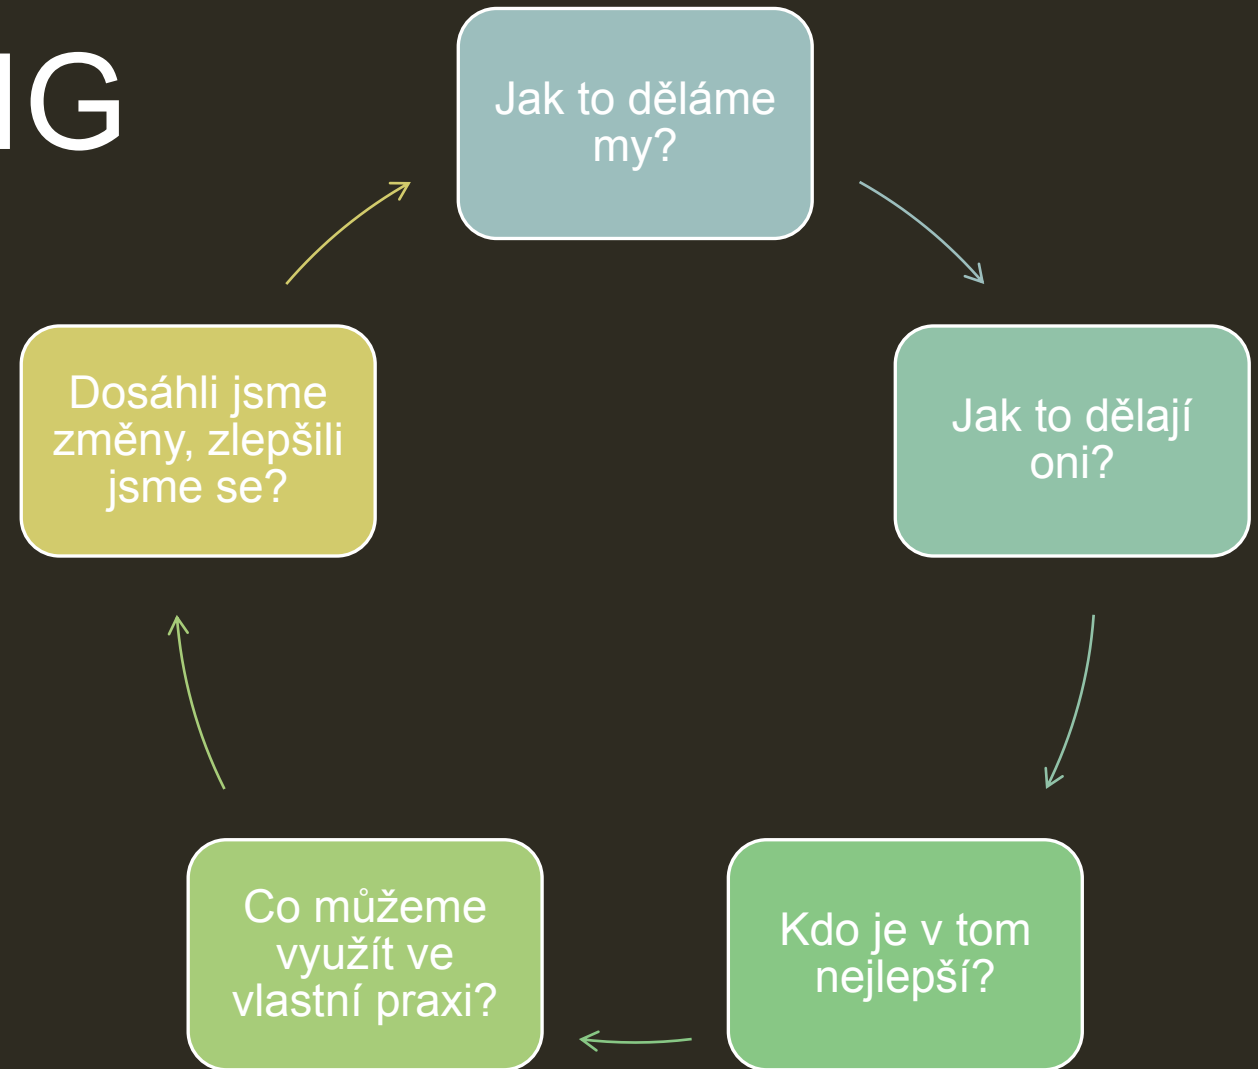 IG
Jak to děláme
my?
Jak to dělají
oni?
Kdo je v tom
nejlepší?
Co můžeme
využít ve
vlastní praxi?
Dosáhli jsme
změny, zlepšili
jsme se?